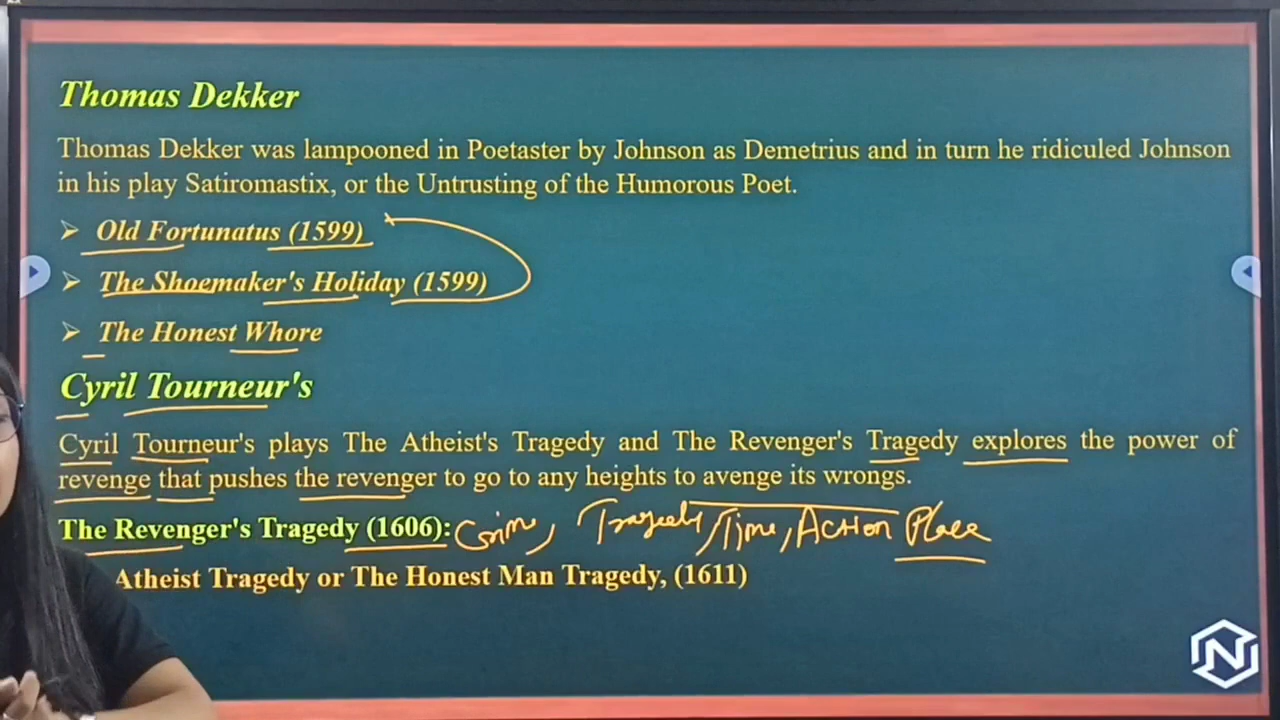 Thomas Dekker
Thomas Dekker was lampooned in Poetaster by Johnson as Demetrius and in turn he ridiculed Johnson
in his play Satiromastix, or the Untrusting of the Humorous Poet.
➢ Old Fortunatus (1599)
➢ The Shoemaker's Holiday (1599)
➢ The Honest Whore
Cyril Tourneur's
Cyril Tourneur's plays The Atheist's Tragedy and The Revenger's Tragedy explores the power of
revenge that pushes the revenger to go to any heights to avenge its wrongs.
The Revenger's Tragedy (1606): Crime, Tragedy, Time, Action Place
Atheist Tragedy or The Honest Man Tragedy, (1611)